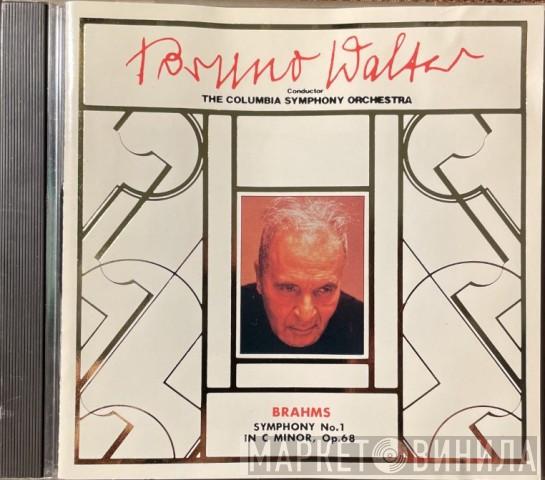 Bruno Walter
Conductor
THE COLUMBIA SYMPHONY ORCHESTRA
BRAHMS
SYMPHONY No.1
IN C MINOR, Op.68
МАРКЕТ ВИНИЛА